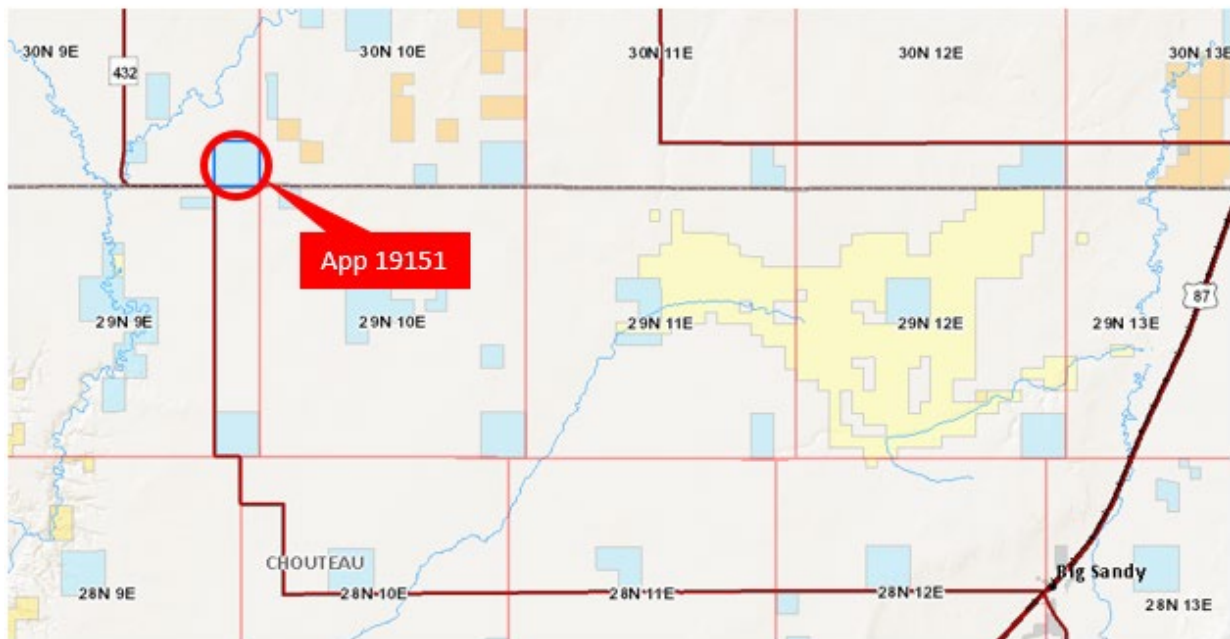 30N 9E
30N 10E
30N 11E
30N 12E
30N 13E
432
App 19151
87
29N 9E
29N 10E
29N 11E
29N 12E
29N 13E
CHOUTEAU
Big Sandy
28N 9E
28N 10E
28N 11E
28N 12E
28N 13E